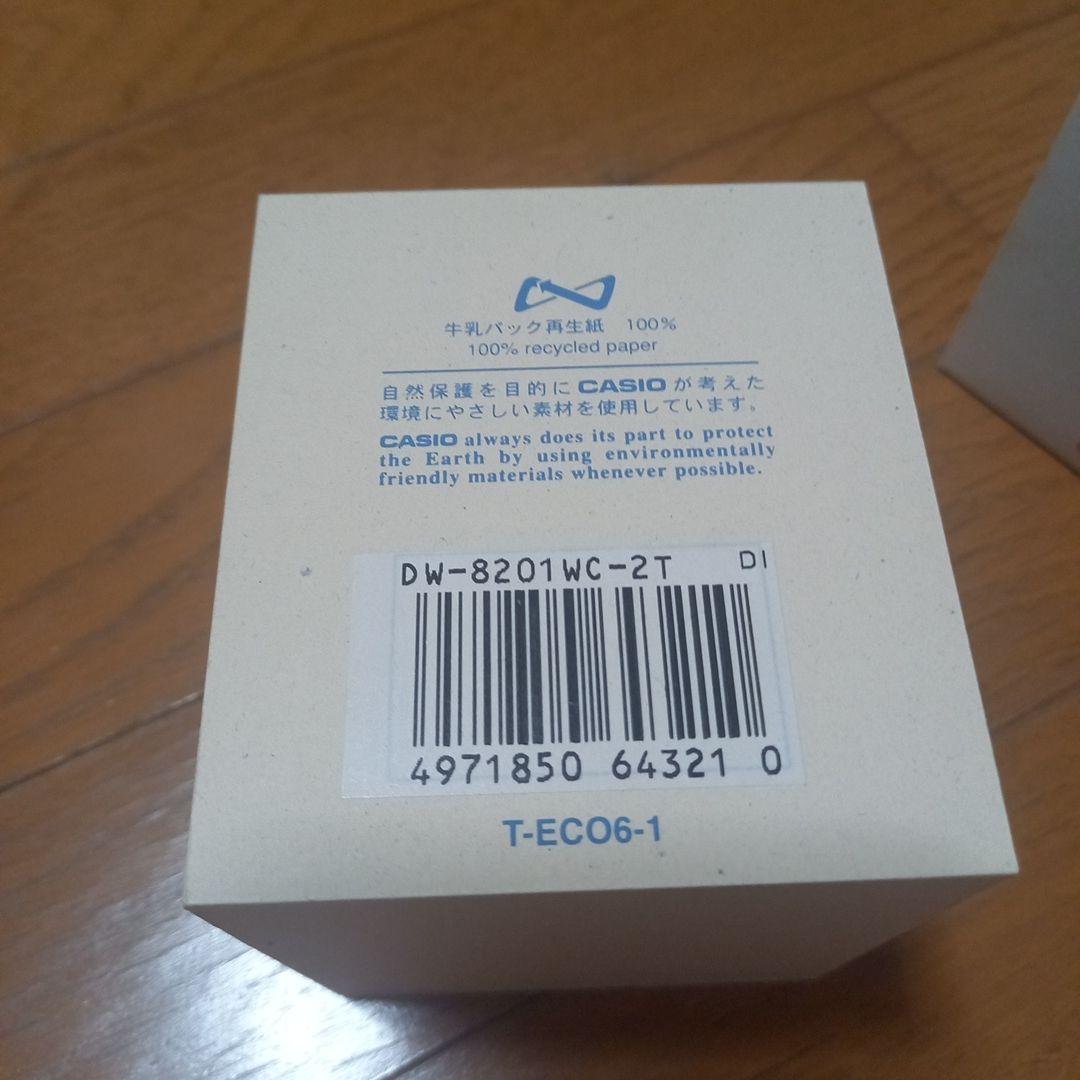 牛乳パック再生紙 100%
100% recycled paper
自然保護を目的にCASIOが考えた
環境にやさしい素材を使用しています。
CASIO always does its part to protect
the Earth by using environmentally
friendly materials whenever possible.
DW-8201WC-2T DI
4971850 64321 0
T-ECO6-1